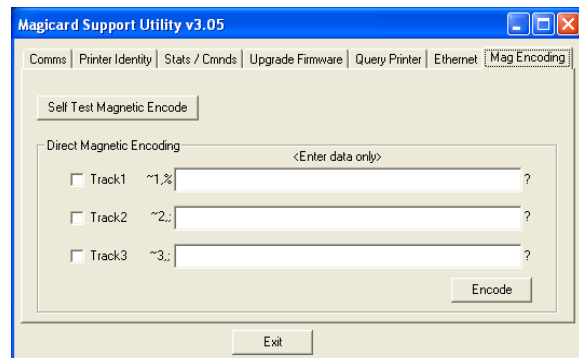 Magicard Support Utility v3.05
Comms Printer Identity Stats / Cmnds Upgrade Firmware Query Printer Ethernet Mag Encoding
Self Test Magnetic Encode
Direct Magnetic Encoding
<Enter data only>
Track1 ~1,% ?
Track2 ~2,; ?
Track3 ~3,; ?
Encode
Exit